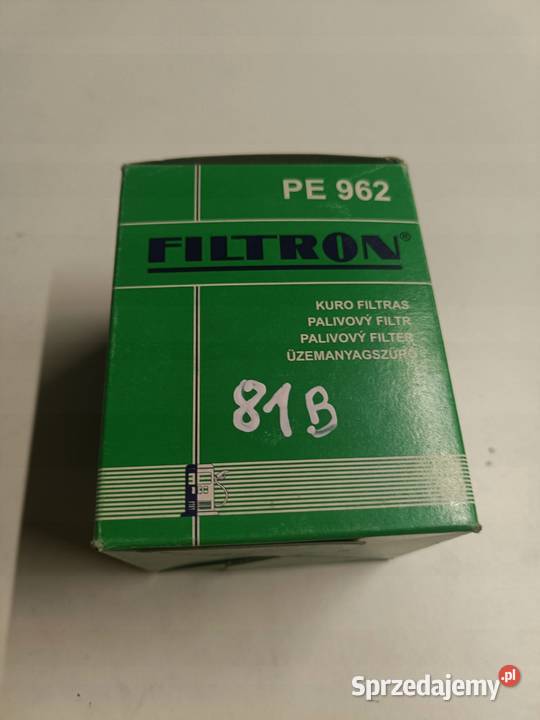 PE 962
FILTRON®
KURO FILTRAS
PALIVOVÝ FILTR
PALIVOVÝ FILTER
ÜZEMANYAGSZŰRŐ
81B
Sprzedajemy.pl